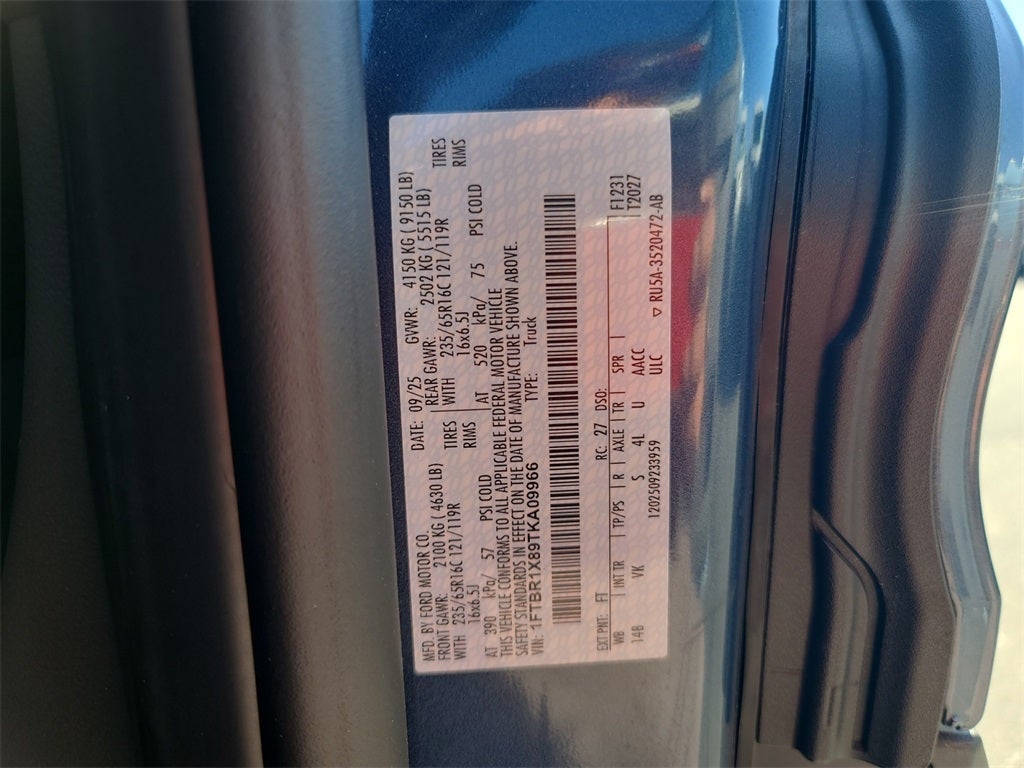 MFD. BY FORD MOTOR CO. DATE: 09/25 GVWR: 4150 KG ( 9150 LB)
FRONT GAWR: 2100 KG ( 4630 LB) REAR GAWR: 2502 KG ( 5515 LB)
WITH 235/65R16C 121/119R TIRES WITH 235/65R16C 121/119R TIRES
16x6.5J RIMS 16x6.5J RIMS
AT 390 kPa/ 57 PSI COLD AT 520 kPa/ 75 PSI COLD
THIS VEHICLE CONFORMS TO ALL APPLICABLE FEDERAL MOTOR VEHICLE
SAFETY STANDARDS IN EFFECT ON THE DATE OF MANUFACTURE SHOWN ABOVE.
VIN: 1FTBR1X89TKA09966 TYPE: Truck
EXT PNT: FT RC: 27 DSO: F1231
WB INT TR TP/PS R AXLE TR SPR T2027
148 VK S 4L U AACC
ULC
1202509233959 ▽ RU5A-3520472-AB